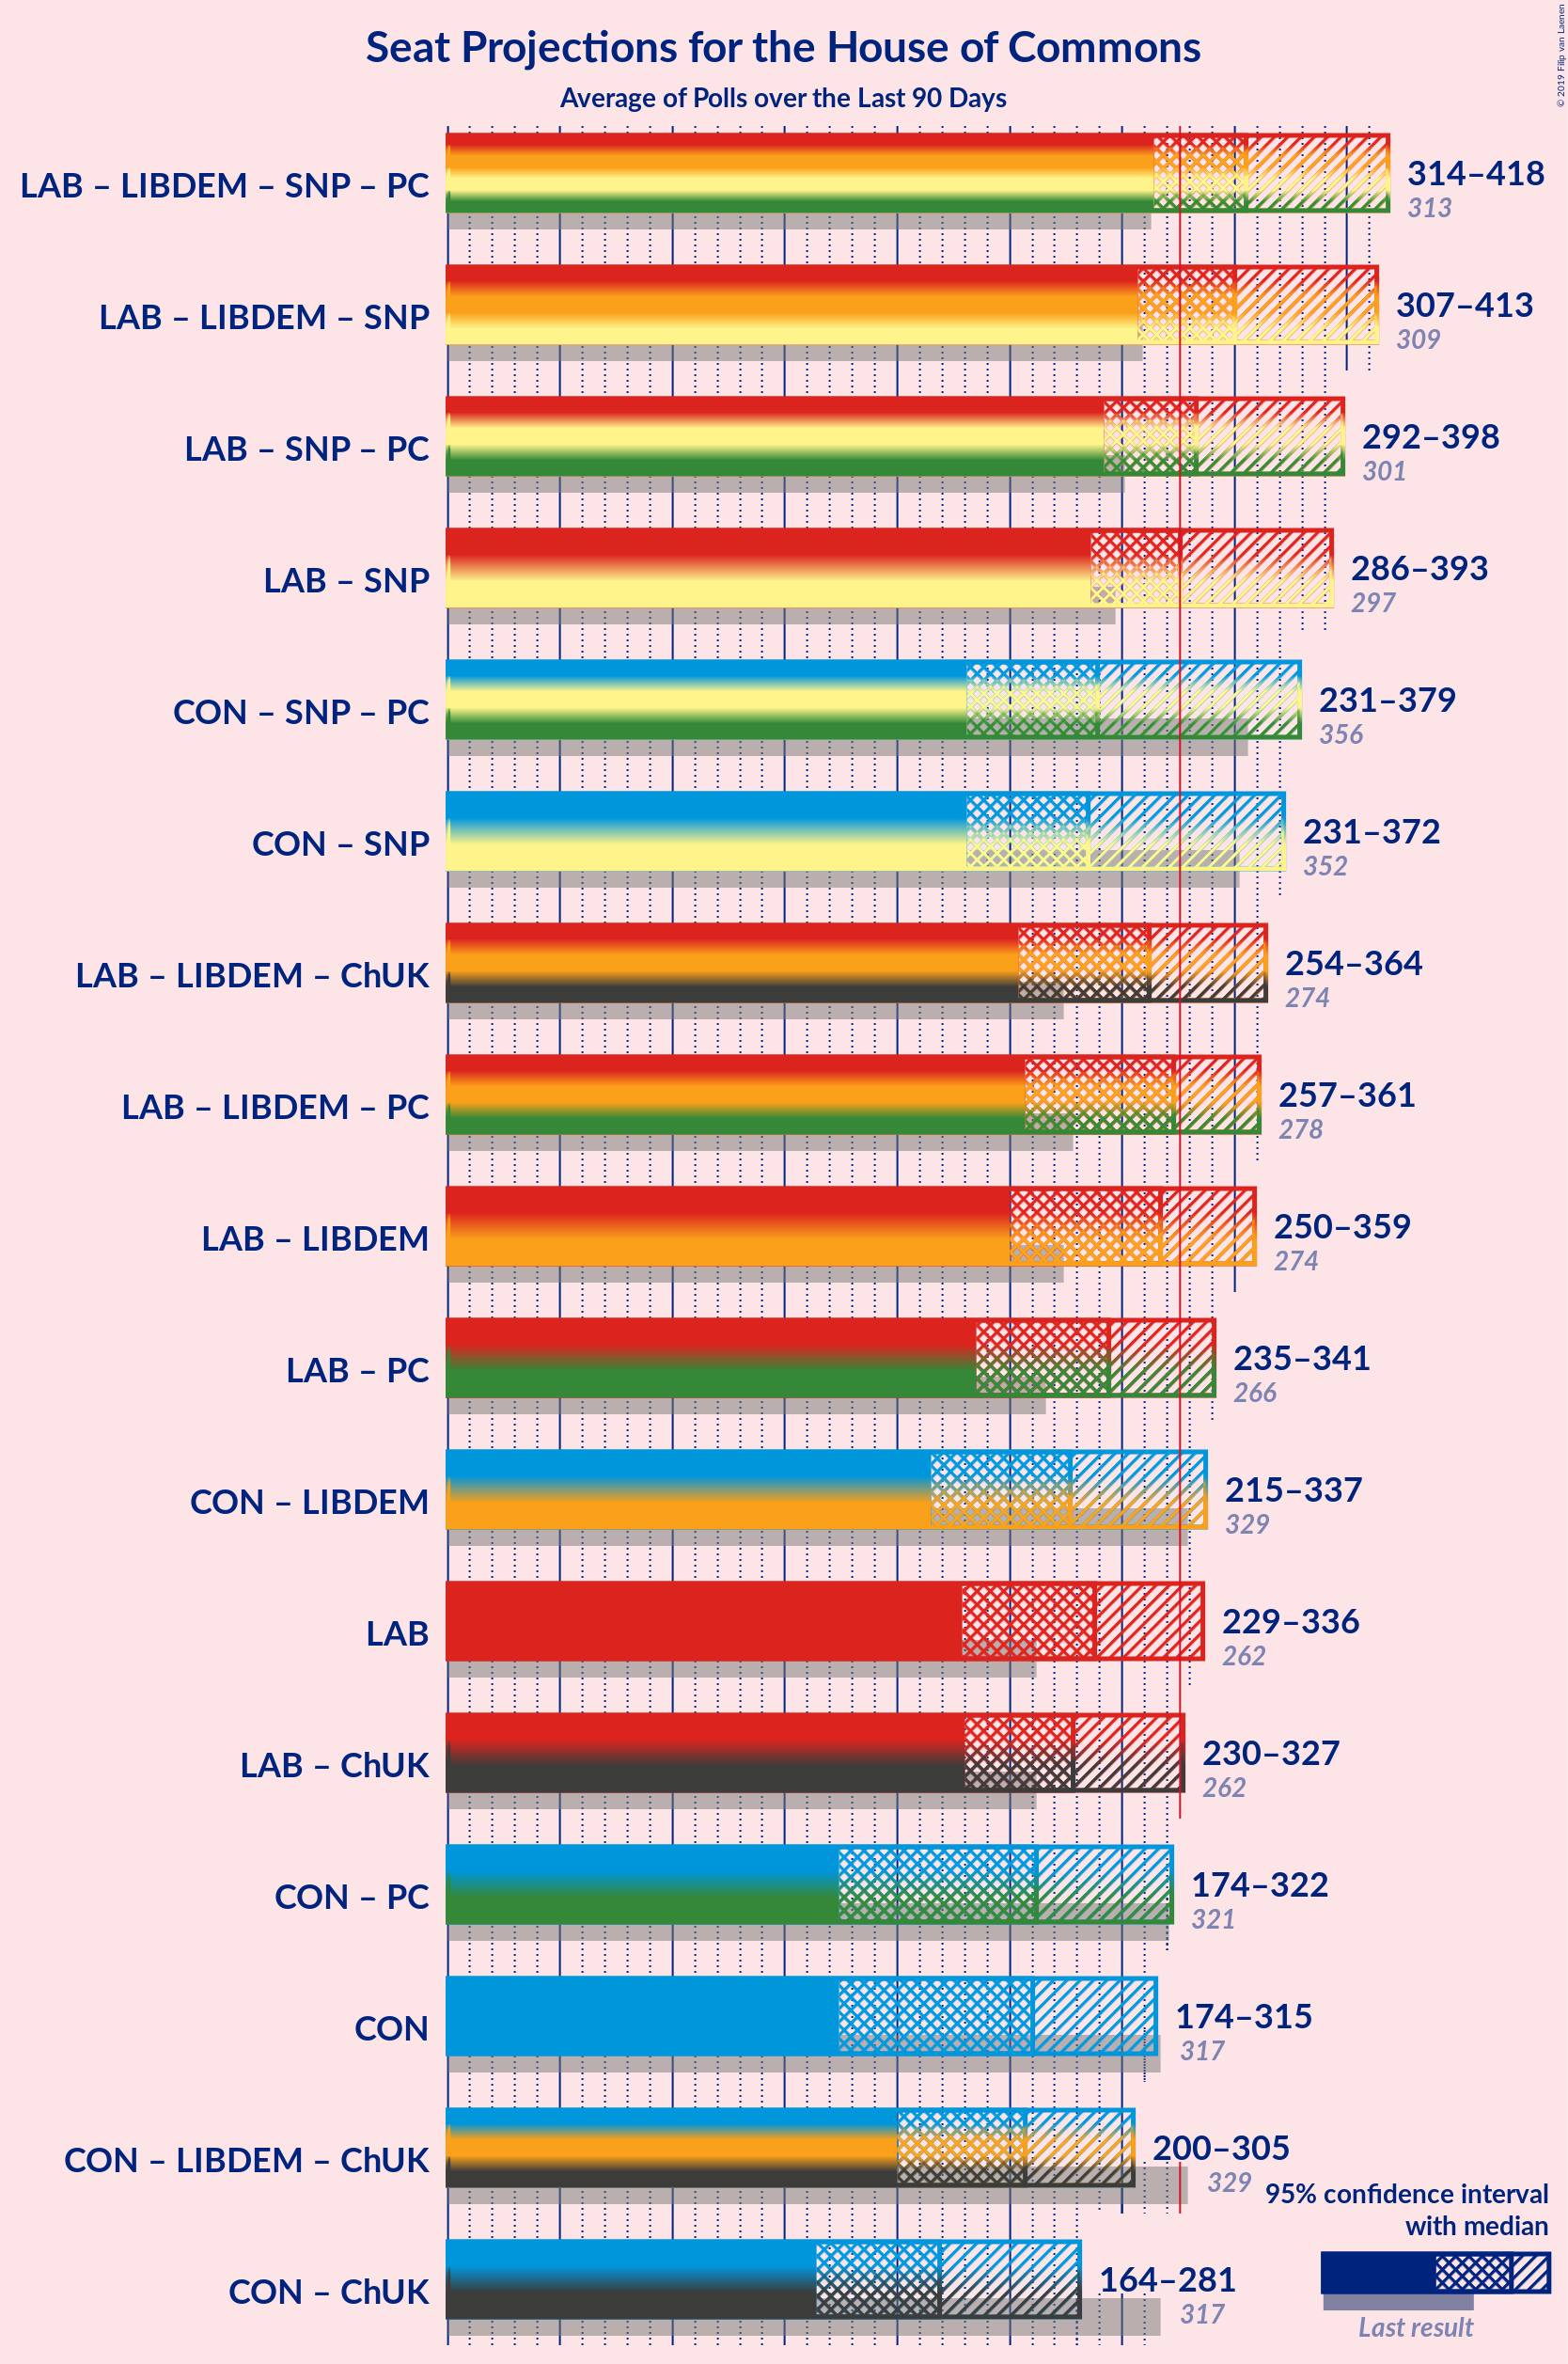 Seat Projections for the House of Commons
Average of Polls over the Last 90 Days
© 2019 Filip van Laenen
LAB – LIBDEM – SNP – PC
314–418
313
LAB – LIBDEM – SNP
307–413
309
LAB – SNP – PC
292–398
301
LAB – SNP
286–393
297
CON – SNP – PC
231–379
356
CON – SNP
231–372
352
LAB – LIBDEM – ChUK
254–364
274
LAB – LIBDEM – PC
257–361
278
LAB – LIBDEM
250–359
274
LAB – PC
235–341
266
CON – LIBDEM
215–337
329
LAB
229–336
262
LAB – ChUK
230–327
262
CON – PC
174–322
321
CON
174–315
317
CON – LIBDEM – ChUK
200–305
329
CON – ChUK
164–281
317
95% confidence interval
with median
Last result